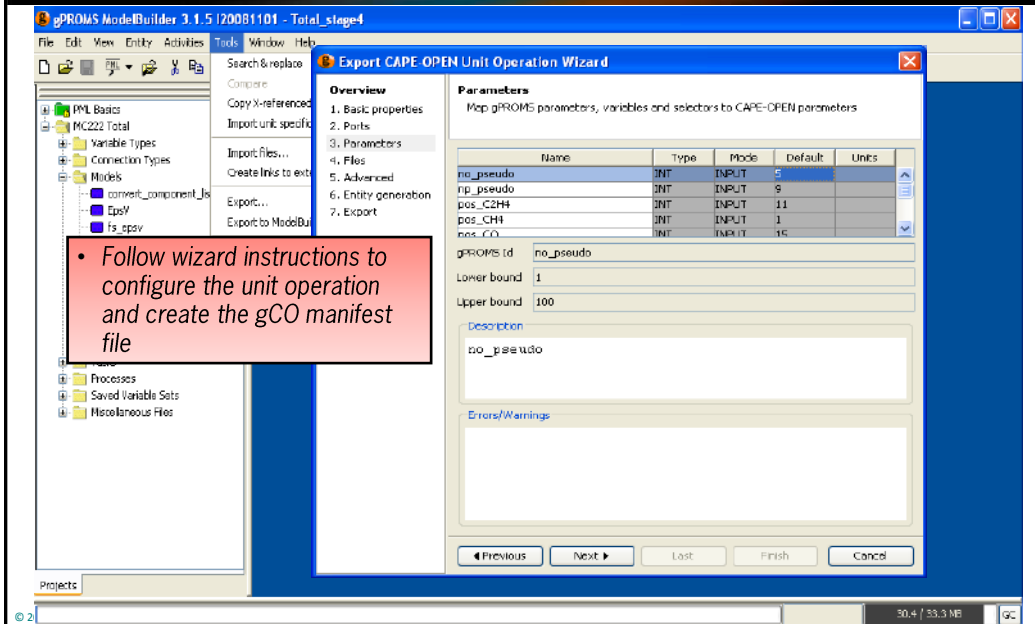 gPROMS ModelBuilder 3.1.5 I20081101 - Total_stage4
File Edit View Entity Activities Tools Window Help
Search & replace
Compare
Copy X-referenced
Import unit specific
Import files...
Create links to exte
Export...
Export to ModelBui
PML Basics
MC222 Total
Variable Types
Connection Types
Models
convert_component_lis
EpsV
fs_epsv
Processes
Saved Variable Sets
Miscellaneous Files
Projects
• Follow wizard instructions to
configure the unit operation
and create the gCO manifest
file
Export CAPE-OPEN Unit Operation Wizard
Overview
1. Basic properties
2. Ports
3. Parameters
4. Files
5. Advanced
6. Entity generation
7. Export
Parameters
Map gPROMS parameters, variables and selectors to CAPE-OPEN parameters
Name Type Mode Default Units
no_pseudo INT INPUT 5
np_pseudo INT INPUT 9
pos_C2H4 INT INPUT 11
pos_CH4 INT INPUT 1
pos_CO INT INPUT 15
gPROMS Id no_pseudo
Lower bound 1
Upper bound 100
Description
no_pseudo
Errors/Warnings
Previous Next Last Finish Cancel
30.4 / 33.3 MB GC
© 2